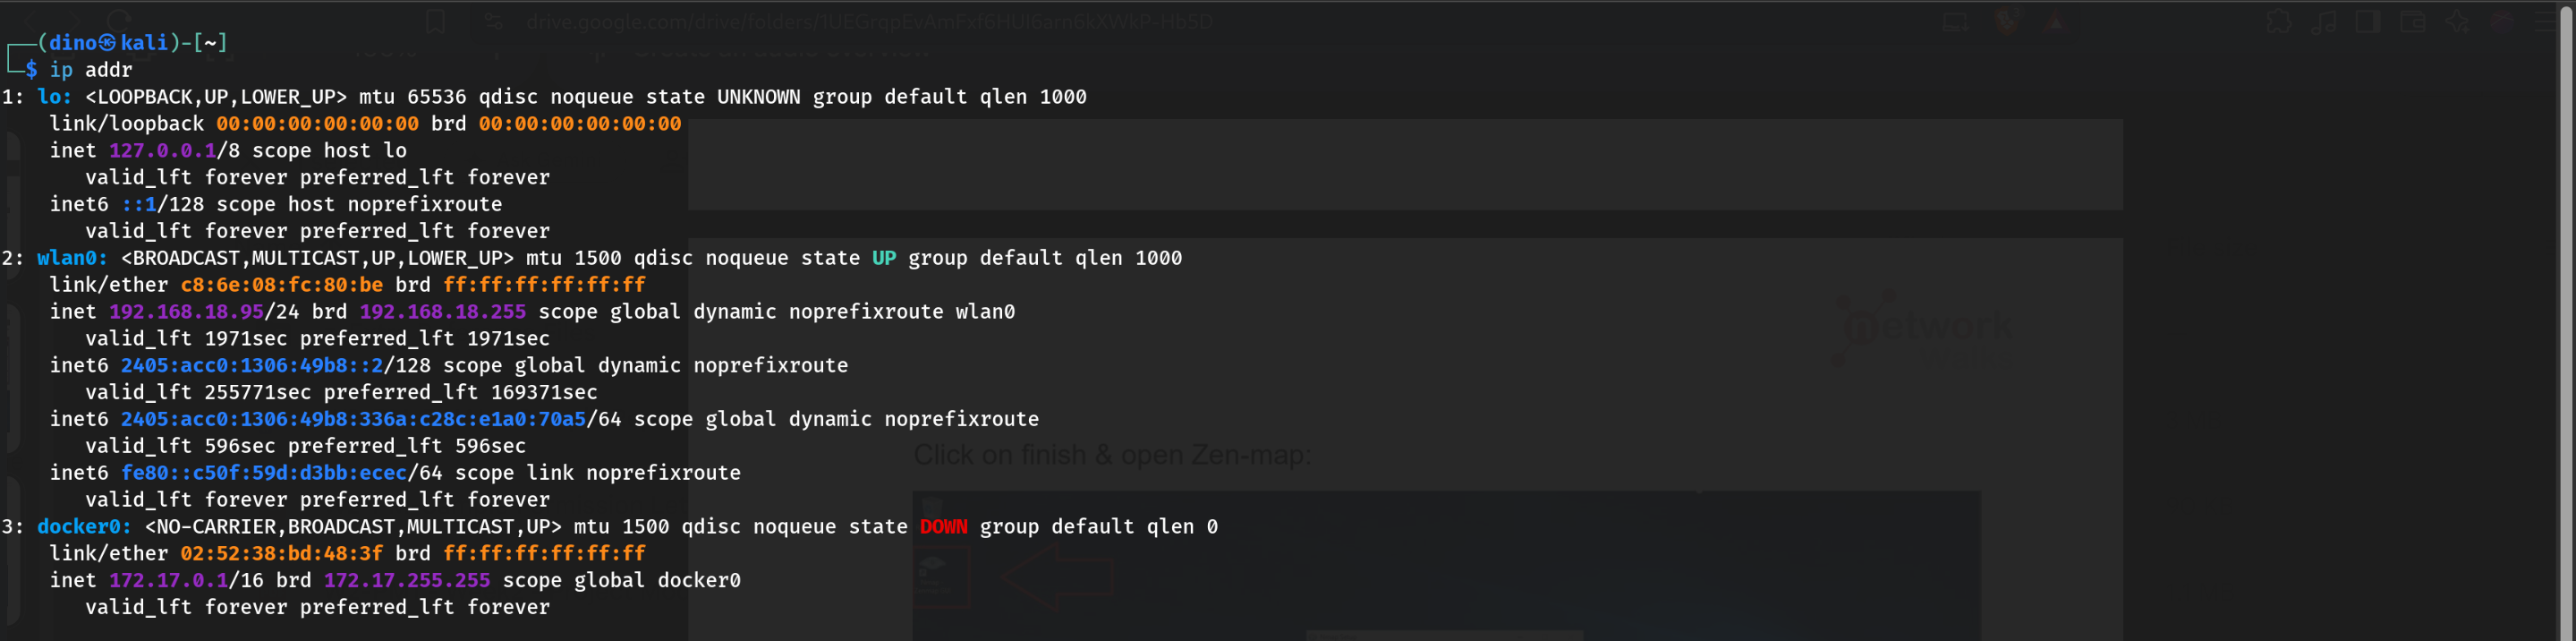 drive.google.com/drive/folders/1UEGrqpEvAmFxf6HUI6arn6kXWkP-Hb5D
┌──(dino㉿kali)-[~]
└─$ ip addr
1: lo: <LOOPBACK,UP,LOWER_UP> mtu 65536 qdisc noqueue state UNKNOWN group default qlen 1000
link/loopback 00:00:00:00:00:00 brd 00:00:00:00:00:00
inet 127.0.0.1/8 scope host lo
valid_lft forever preferred_lft forever
inet6 ::1/128 scope host noprefixroute
valid_lft forever preferred_lft forever
2: wlan0: <BROADCAST,MULTICAST,UP,LOWER_UP> mtu 1500 qdisc noqueue state UP group default qlen 1000
link/ether c8:6e:08:fc:80:be brd ff:ff:ff:ff:ff:ff
inet 192.168.18.95/24 brd 192.168.18.255 scope global dynamic noprefixroute wlan0
valid_lft 1971sec preferred_lft 1971sec
inet6 2405:acc0:1306:49b8::2/128 scope global dynamic noprefixroute
valid_lft 255771sec preferred_lft 169371sec
inet6 2405:acc0:1306:49b8:336a:c28c:e1a0:70a5/64 scope global dynamic noprefixroute
valid_lft 596sec preferred_lft 596sec
inet6 fe80::c50f:59d:d3bb:ecec/64 scope link noprefixroute
valid_lft forever preferred_lft forever
3: docker0: <NO-CARRIER,BROADCAST,MULTICAST,UP> mtu 1500 qdisc noqueue state DOWN group default qlen 0
link/ether 02:52:38:bd:48:3f brd ff:ff:ff:ff:ff:ff
inet 172.17.0.1/16 brd 172.17.255.255 scope global docker0
valid_lft forever preferred_lft forever
network
Click on finish & open Zen-map: